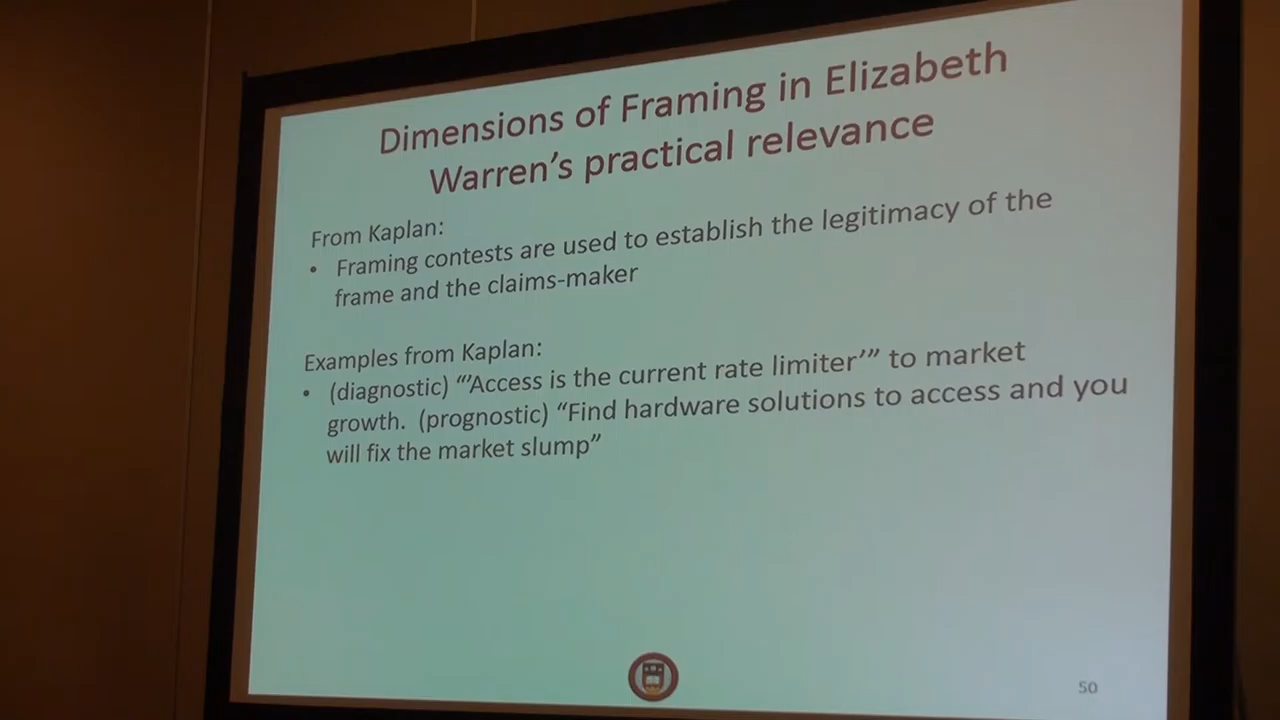 Dimensions of Framing in Elizabeth
Warren's practical relevance
From Kaplan:
• Framing contests are used to establish the legitimacy of the
frame and the claims-maker
Examples from Kaplan:
• (diagnostic) “‘Access is the current rate limiter’” to market
growth. (prognostic) “Find hardware solutions to access and you
will fix the market slump”
50